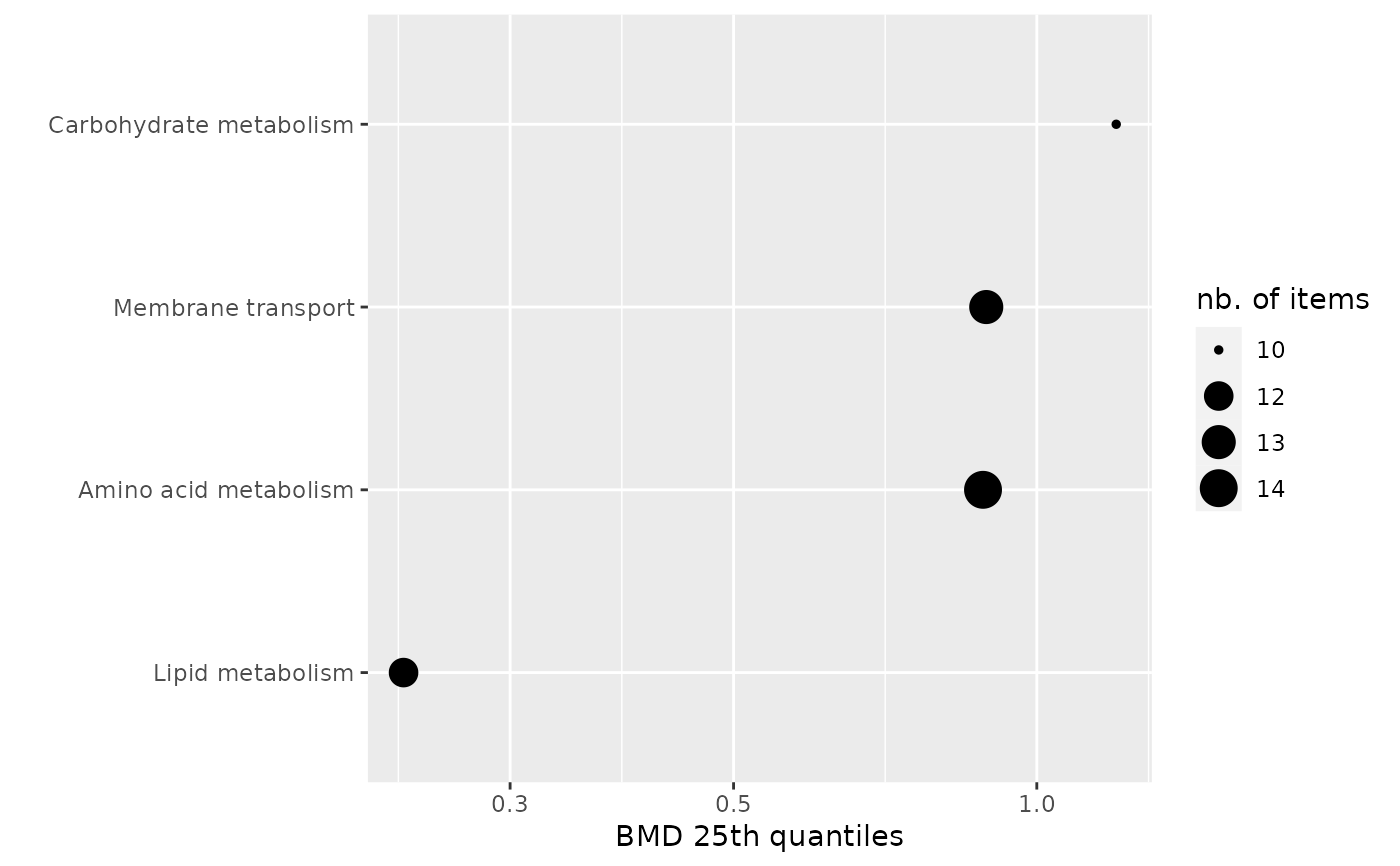 Carbohydrate metabolism
Membrane transport
Amino acid metabolism
Lipid metabolism
0.3 0.5 1.0
BMD 25th quantiles
nb. of items
10
12
13
14